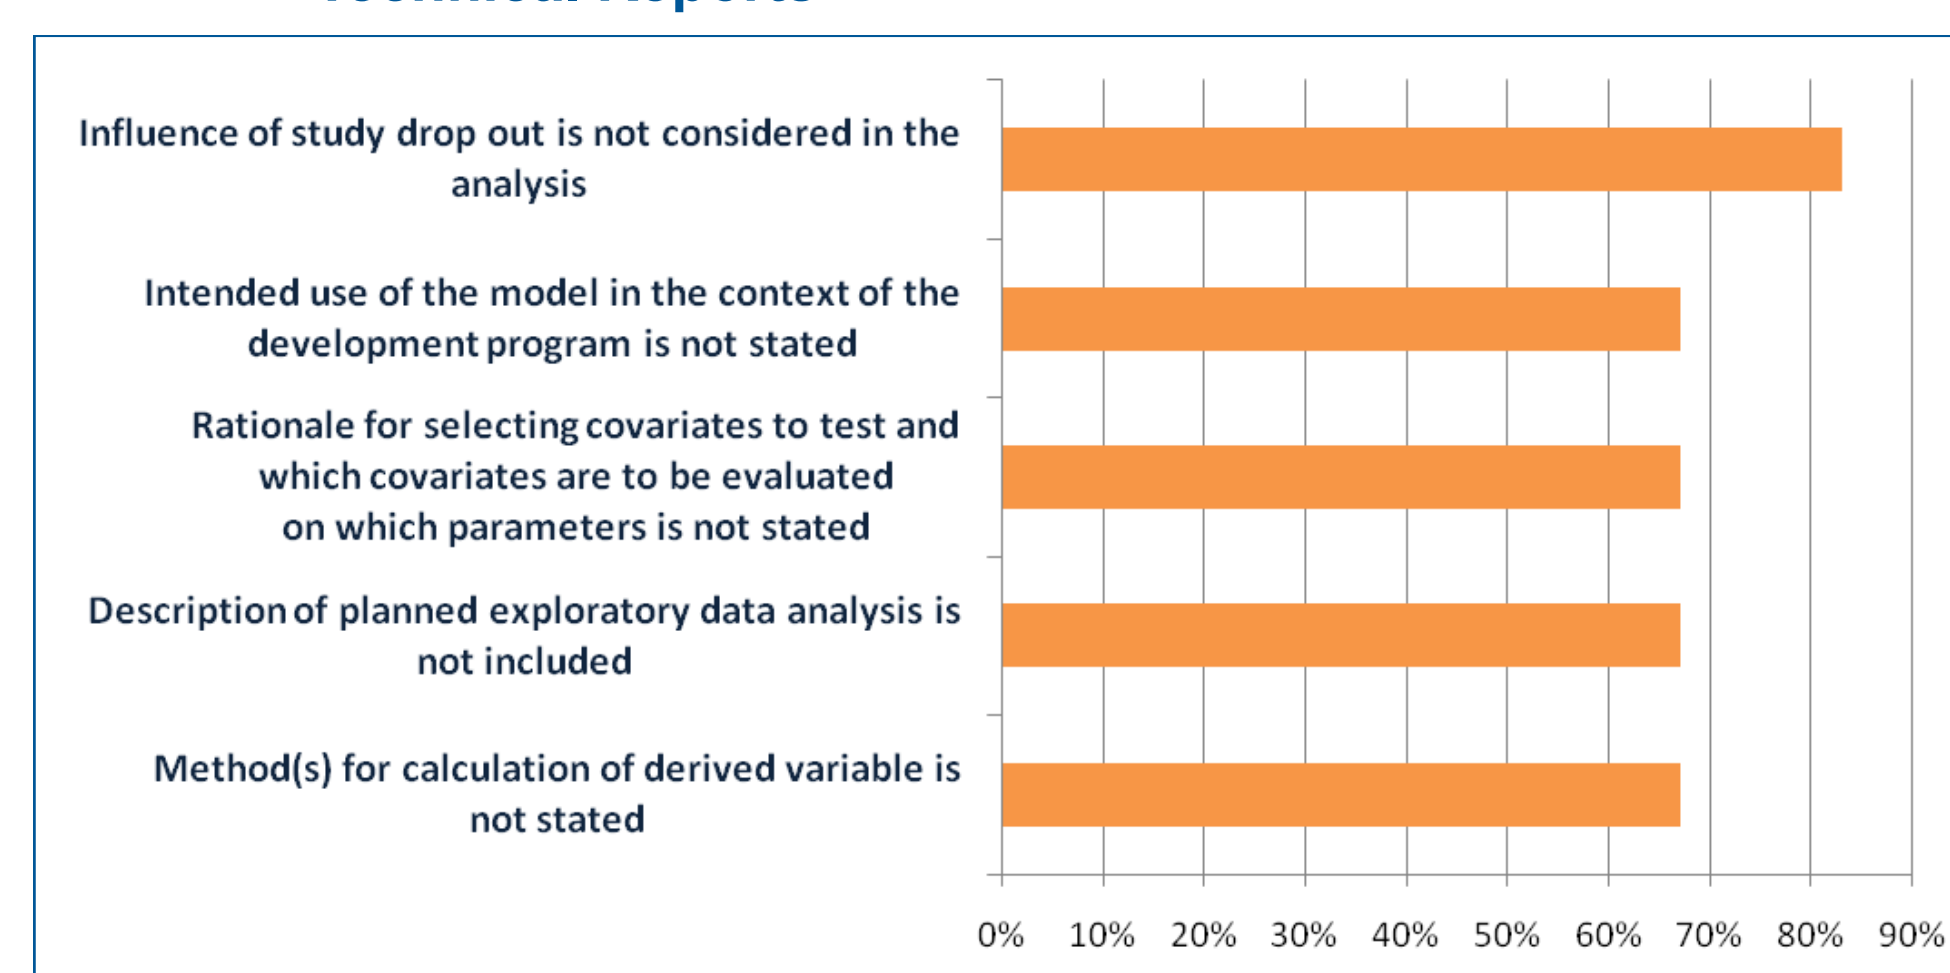 Technical Reports
Influence of study drop out is not considered in the
analysis
Intended use of the model in the context of the
development program is not stated
Rationale for selecting covariates to test and
which covariates are to be evaluated
on which parameters is not stated
Description of planned exploratory data analysis is
not included
Method(s) for calculation of derived variable is
not stated
0% 10% 20% 30% 40% 50% 60% 70% 80% 90%